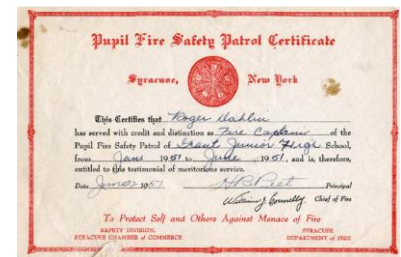 Pupil Fire Safety Patrol Certificate
Syracuse, New York
This Certifies that Roger Dahlin
has served with credit and distinction as Fire Captain of the
Pupil Fire Safety Patrol of Grant Junior High School,
from Jan 1951 to June 1951, and is, therefore,
entitled to this testimonial of meritorious service.
Date 1951 Principal
William J Connelly Chief of Fire
To Protect Self and Others Against Menace of Fire
SAFETY DIVISION, SYRACUSE
SYRACUSE CHAMBER of COMMERCE DEPARTMENT of FIRE